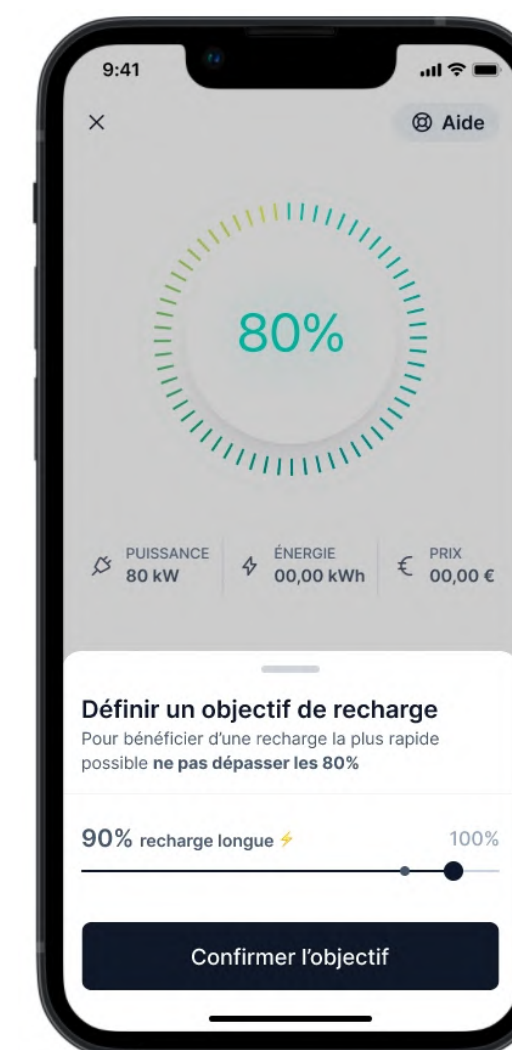 9:41
Aide
80%
PUISSANCE
80 kW
ÉNERGIE
00,00 kWh
PRIX
00,00 €
Définir un objectif de recharge
Pour bénéficier d’une recharge la plus rapide
possible ne pas dépasser les 80%
90% recharge longue ⚡ 100%
Confirmer l’objectif